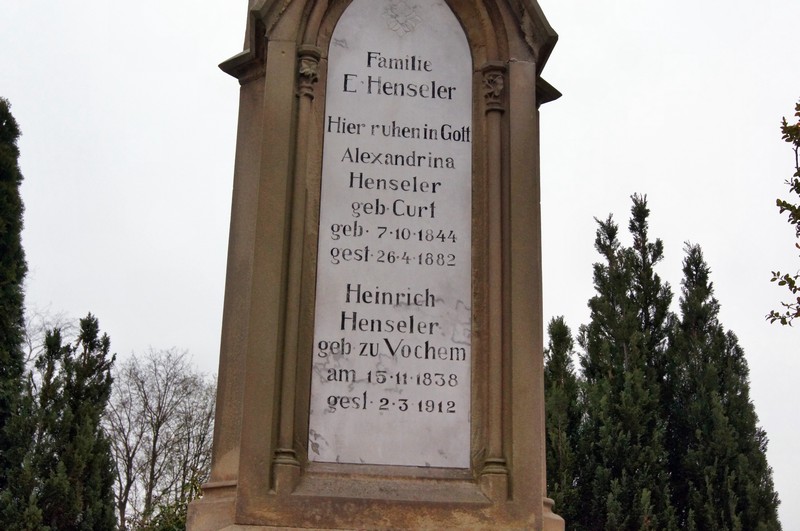 Familie
E·Henseler
Hier ruhen in Gott
Alexandrina
Henseler
geb·Curt
geb· 7·10·1844
gest·26·4·1882
Heinrich
Henseler
geb·zu Vochem
am 15·11·1838
gest·2·3·1912